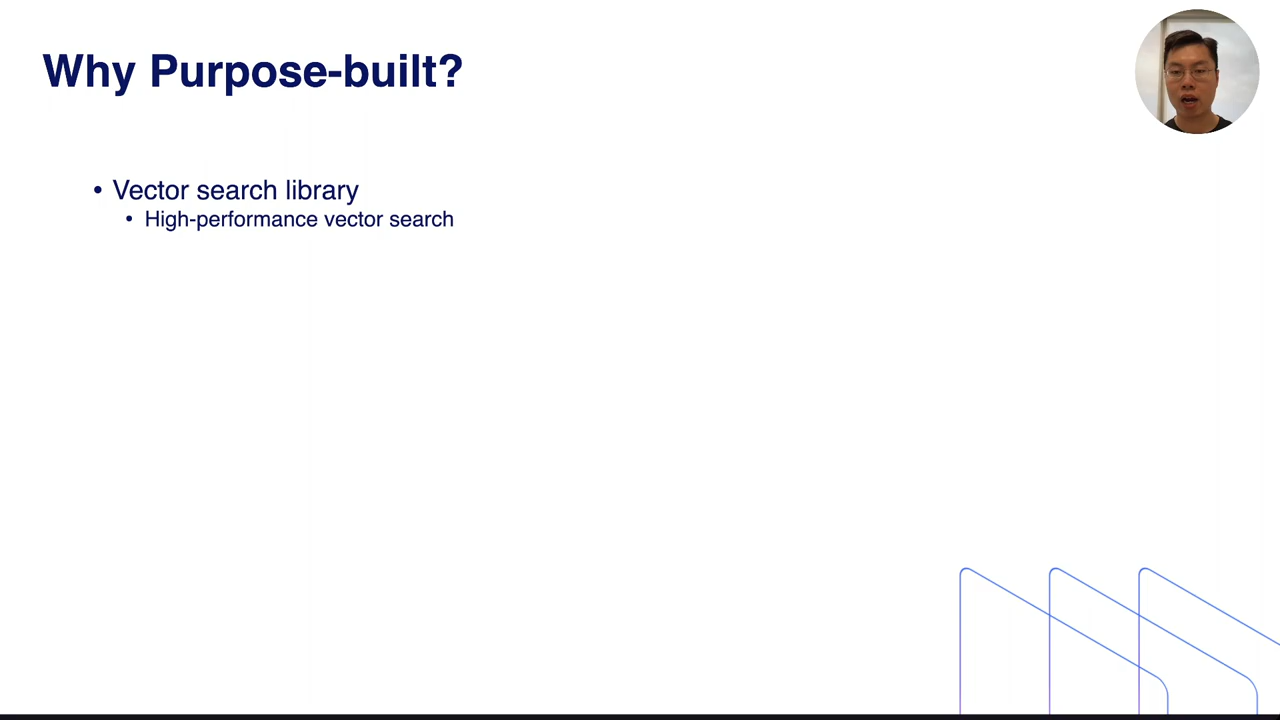 Why Purpose-built?
• Vector search library
• High-performance vector search